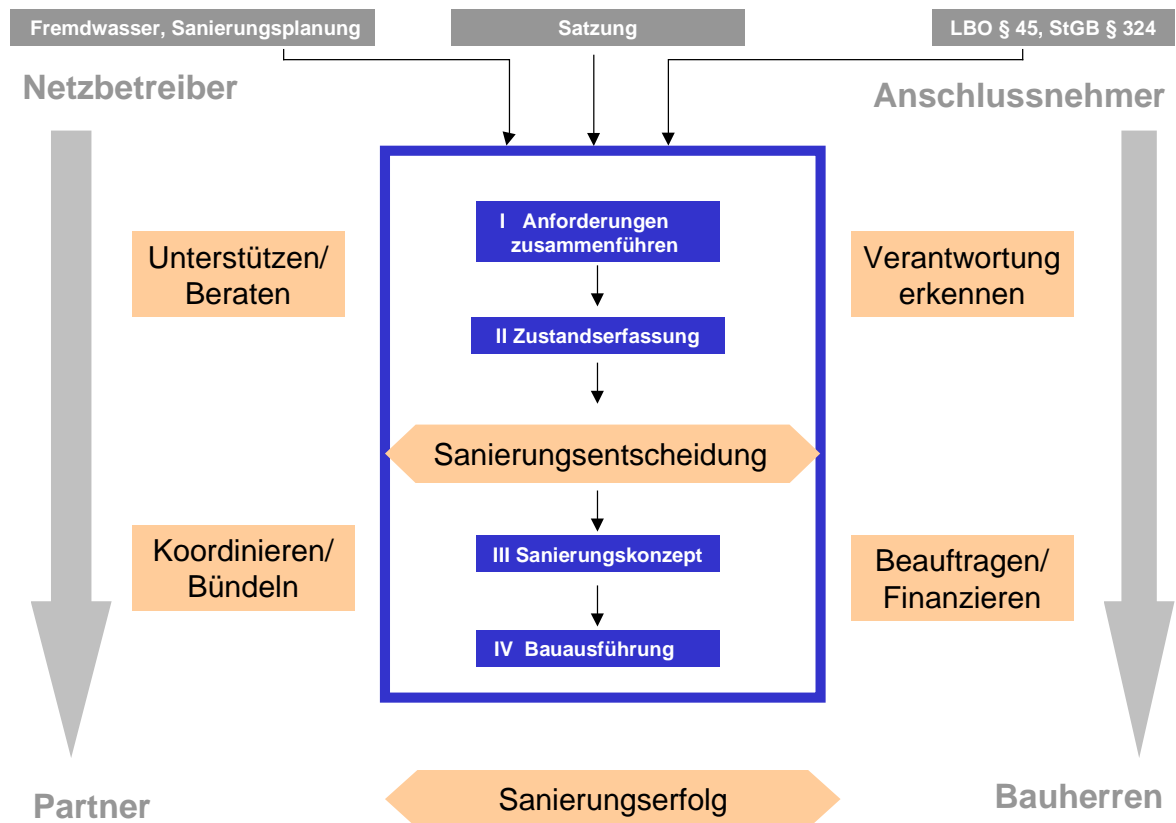 Fremdwasser, Sanierungsplanung
Satzung
LBO § 45, StGB § 324
Netzbetreiber
Anschlussnehmer
I Anforderungen
zusammenführen
Unterstützen/
Beraten
Verantwortung
erkennen
II Zustandserfassung
Sanierungsentscheidung
Koordinieren/
Bündeln
III Sanierungskonzept
Beauftragen/
Finanzieren
IV Bauausführung
Partner
Sanierungserfolg
Bauherren